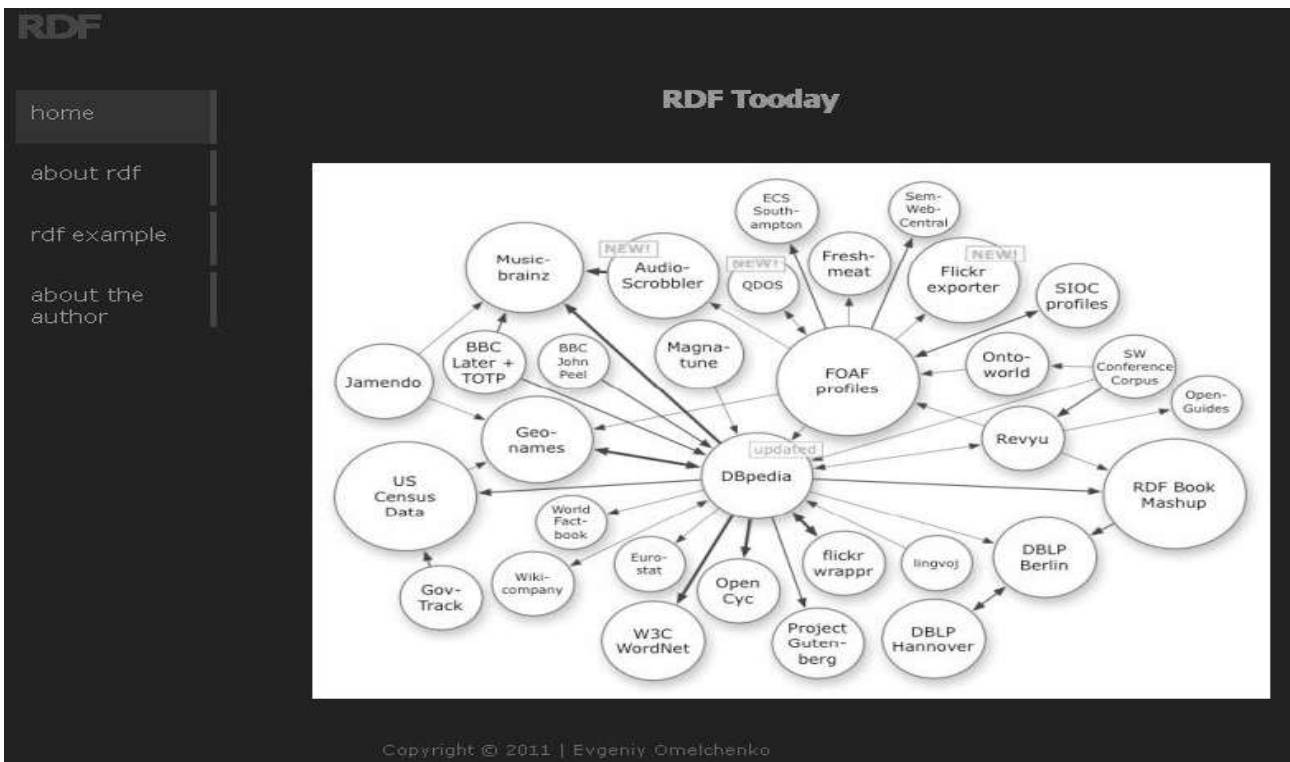 RDF
home
about rdf
rdf example
about the
author
RDF Tooday
ECS
South-
ampton
Sem-
Web-
Central
NEW!
Music-
brainz
Audio-
Scrobbler
NEW!
QDOS
Fresh-
meat
NEW!
Flickr
exporter
SIOC
profiles
BBC
Later +
TOTP
BBC
John
Peel
Magna-
tune
FOAF
profiles
Onto-
world
SW
Conference
Corpus
Jamendo
Open-
Guides
Geo-
names
Revyu
updated
DBpedia
US
Census
Data
RDF Book
Mashup
World
Fact-
book
Euro-
stat
flickr
wrappr
lingvoj
DBLP
Berlin
Wiki-
company
Open
Cyc
Gov-
Track
W3C
WordNet
Project
Guten-
berg
DBLP
Hannover
Copyright © 2011 | Evgeniy Omelchenko